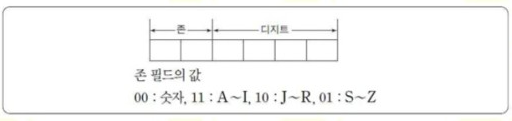 존 디지트
존 필드의 값
00 : 숫자, 11 : A~I, 10 : J~R, 01 : S~Z